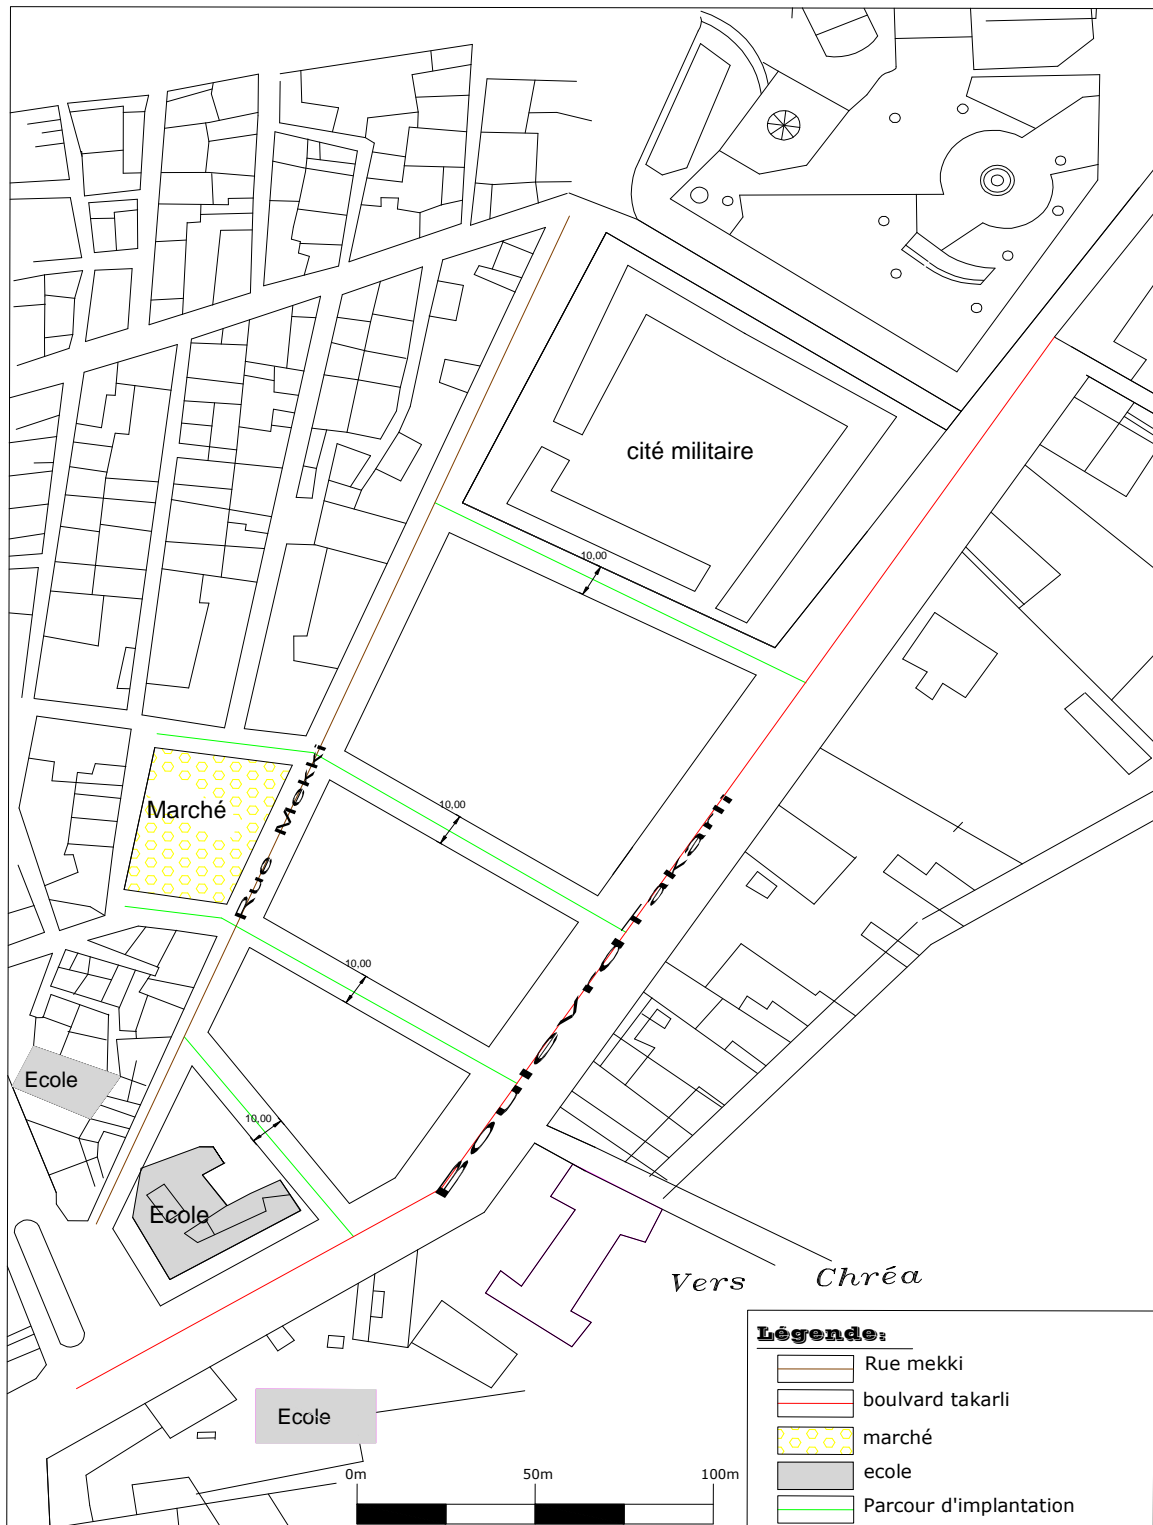 cité militaire
10,00
Rue Mekki
Marché
10,00
Boulvard Takarli
10,00
Ecole
10,00
Ecole
Vers Chréa
Ecole
Légende:
Rue mekki
boulvard takarli
marché
ecole
Parcour d'implantation
0m 50m 100m